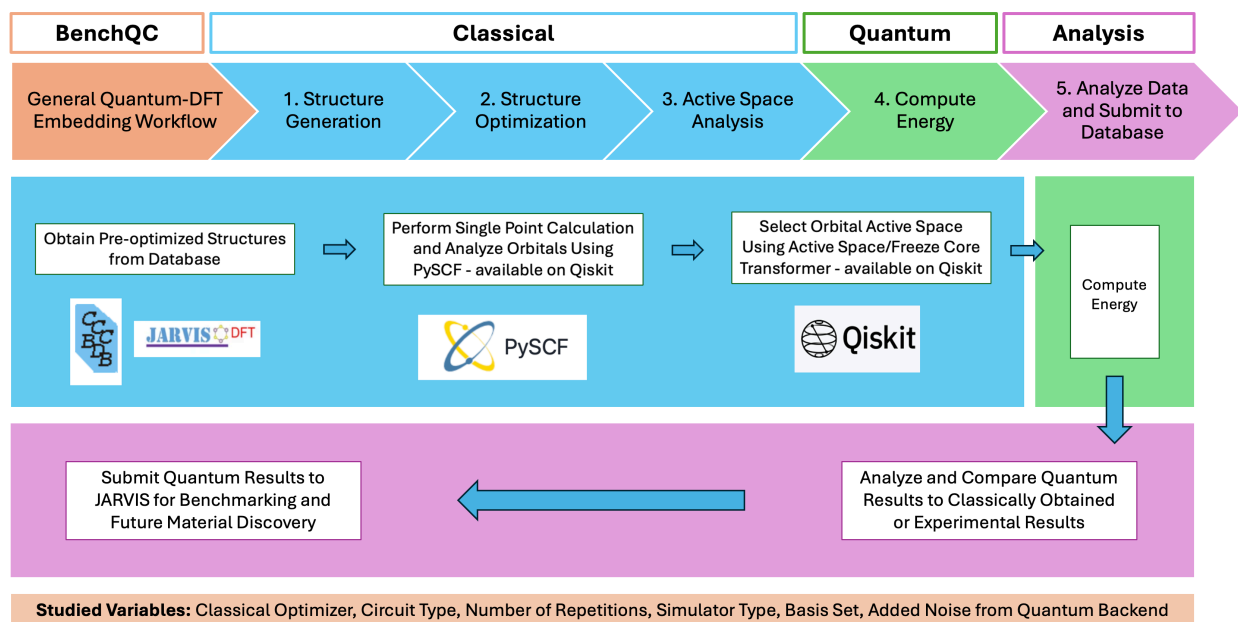 BenchQC
Classical
Quantum
Analysis
General Quantum-DFT
Embedding Workflow
1. Structure
Generation
2. Structure
Optimization
3. Active Space
Analysis
4. Compute
Energy
5. Analyze Data
and Submit to
Database
Obtain Pre-optimized Structures
from Database
CCCBDB
JARVIS DFT
Perform Single Point Calculation
and Analyze Orbitals Using
PySCF - available on Qiskit
PySCF
Select Orbital Active Space
Using Active Space/Freeze Core
Transformer - available on Qiskit
Qiskit
Compute
Energy
Submit Quantum Results to
JARVIS for Benchmarking and
Future Material Discovery
Analyze and Compare Quantum
Results to Classically Obtained
or Experimental Results
Studied Variables: Classical Optimizer, Circuit Type, Number of Repetitions, Simulator Type, Basis Set, Added Noise from Quantum Backend